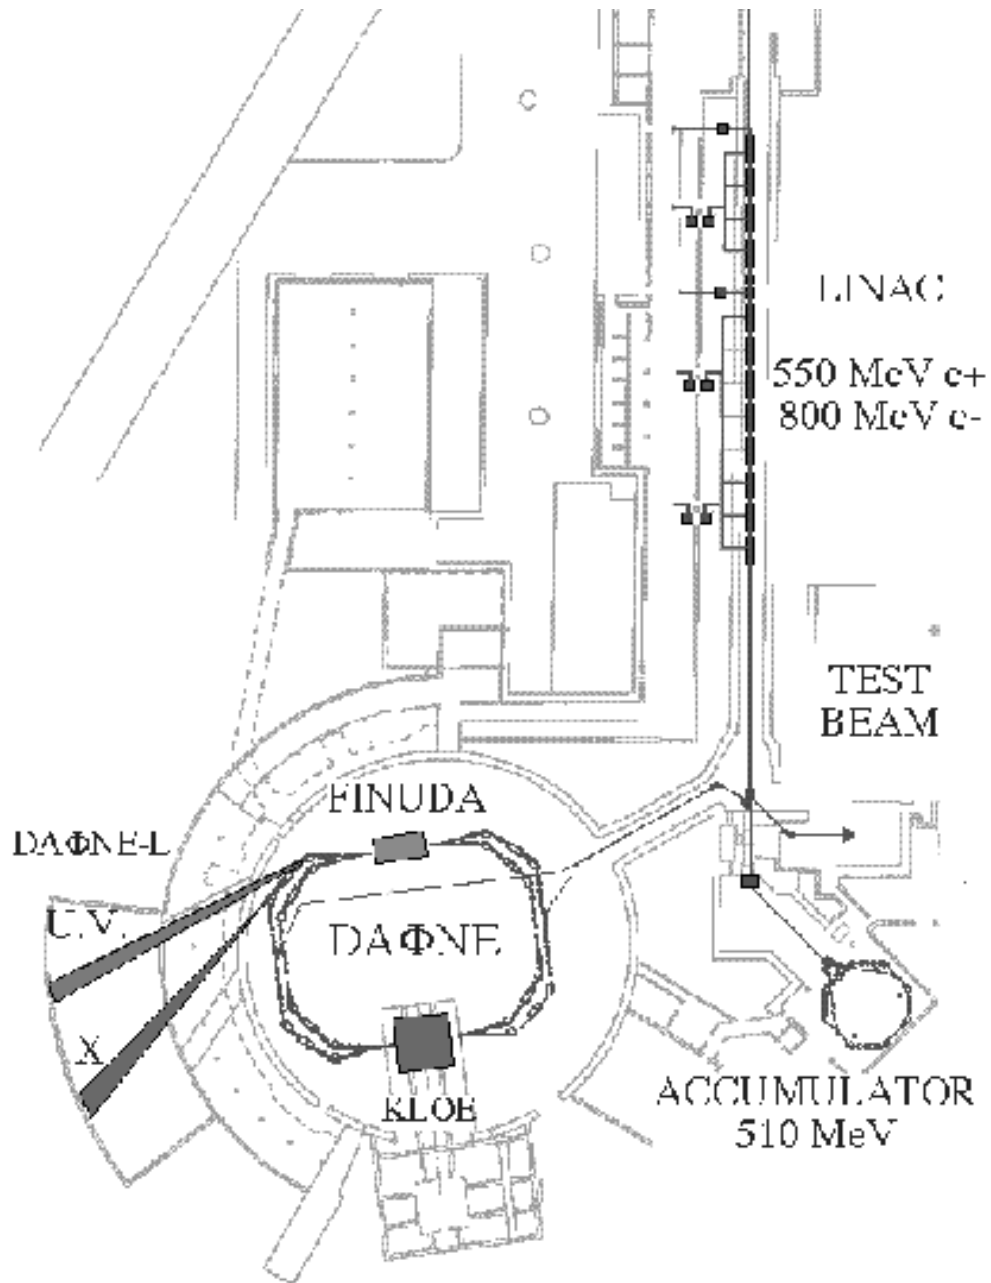 LINAC
550 MeV e+
800 MeV e-
TEST
BEAM
FINUDA
DAΦNE-L
U.V.
DAΦNE
X
KLOE
ACCUMULATOR
510 MeV